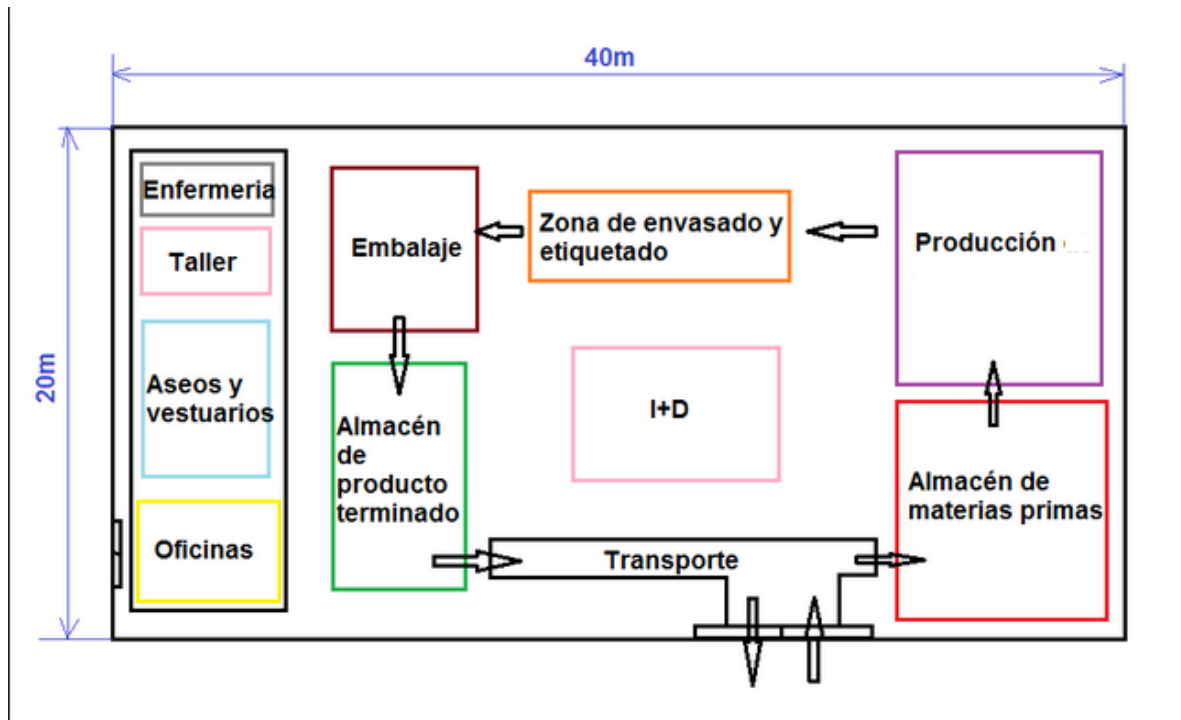 40m
20m
Enfermeria
Taller
Aseos y
vestuarios
Oficinas
Embalaje
Almacén
de
producto
terminado
Zona de envasado y
etiquetado
I+D
Transporte
Producción
Almacén de
materias primas